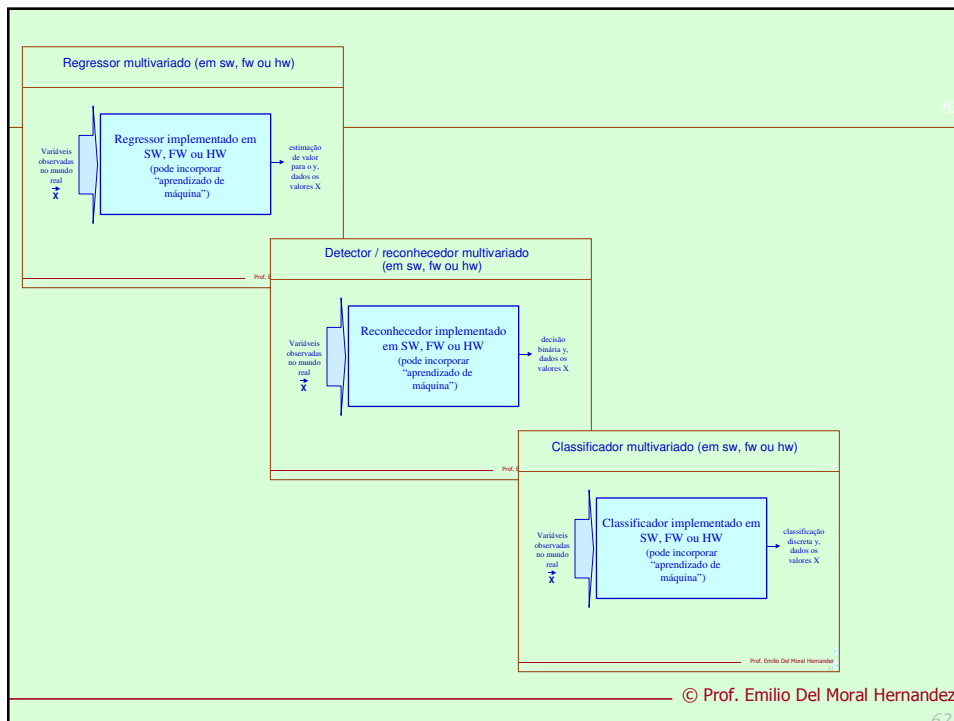 Regressor multivariado (em sw, fw ou hw)
Variáveis
observadas
no mundo
real
X
Regressor implementado em
SW, FW ou HW
(pode incorporar
“aprendizado de
máquina”)
estimação
de valor
para o y,
dados os
valores X
Prof. E
Detector / reconhecedor multivariado
(em sw, fw ou hw)
Variáveis
observadas
no mundo
real
X
Reconhecedor implementado
em SW, FW ou HW
(pode incorporar
“aprendizado de
máquina”)
decisão
binária y,
dados os
valores X
Prof. E
Classificador multivariado (em sw, fw ou hw)
Variáveis
observadas
no mundo
real
X
Classificador implementado em
SW, FW ou HW
(pode incorporar
“aprendizado de
máquina”)
classificação
discreta y,
dados os
valores X
Prof. Emilio Del Moral Hernandez
© Prof. Emilio Del Moral Hernandez
62